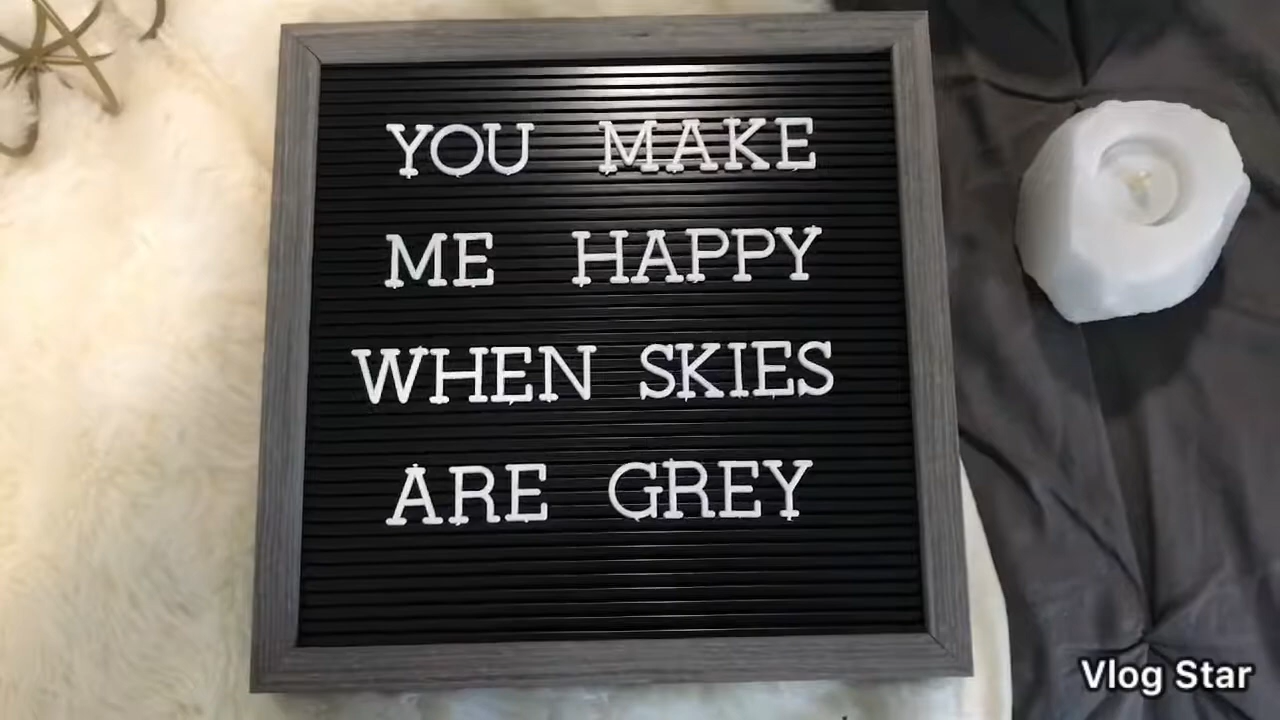 YOU MAKE
ME HAPPY
WHEN SKIES
ARE GREY
Vlog Star